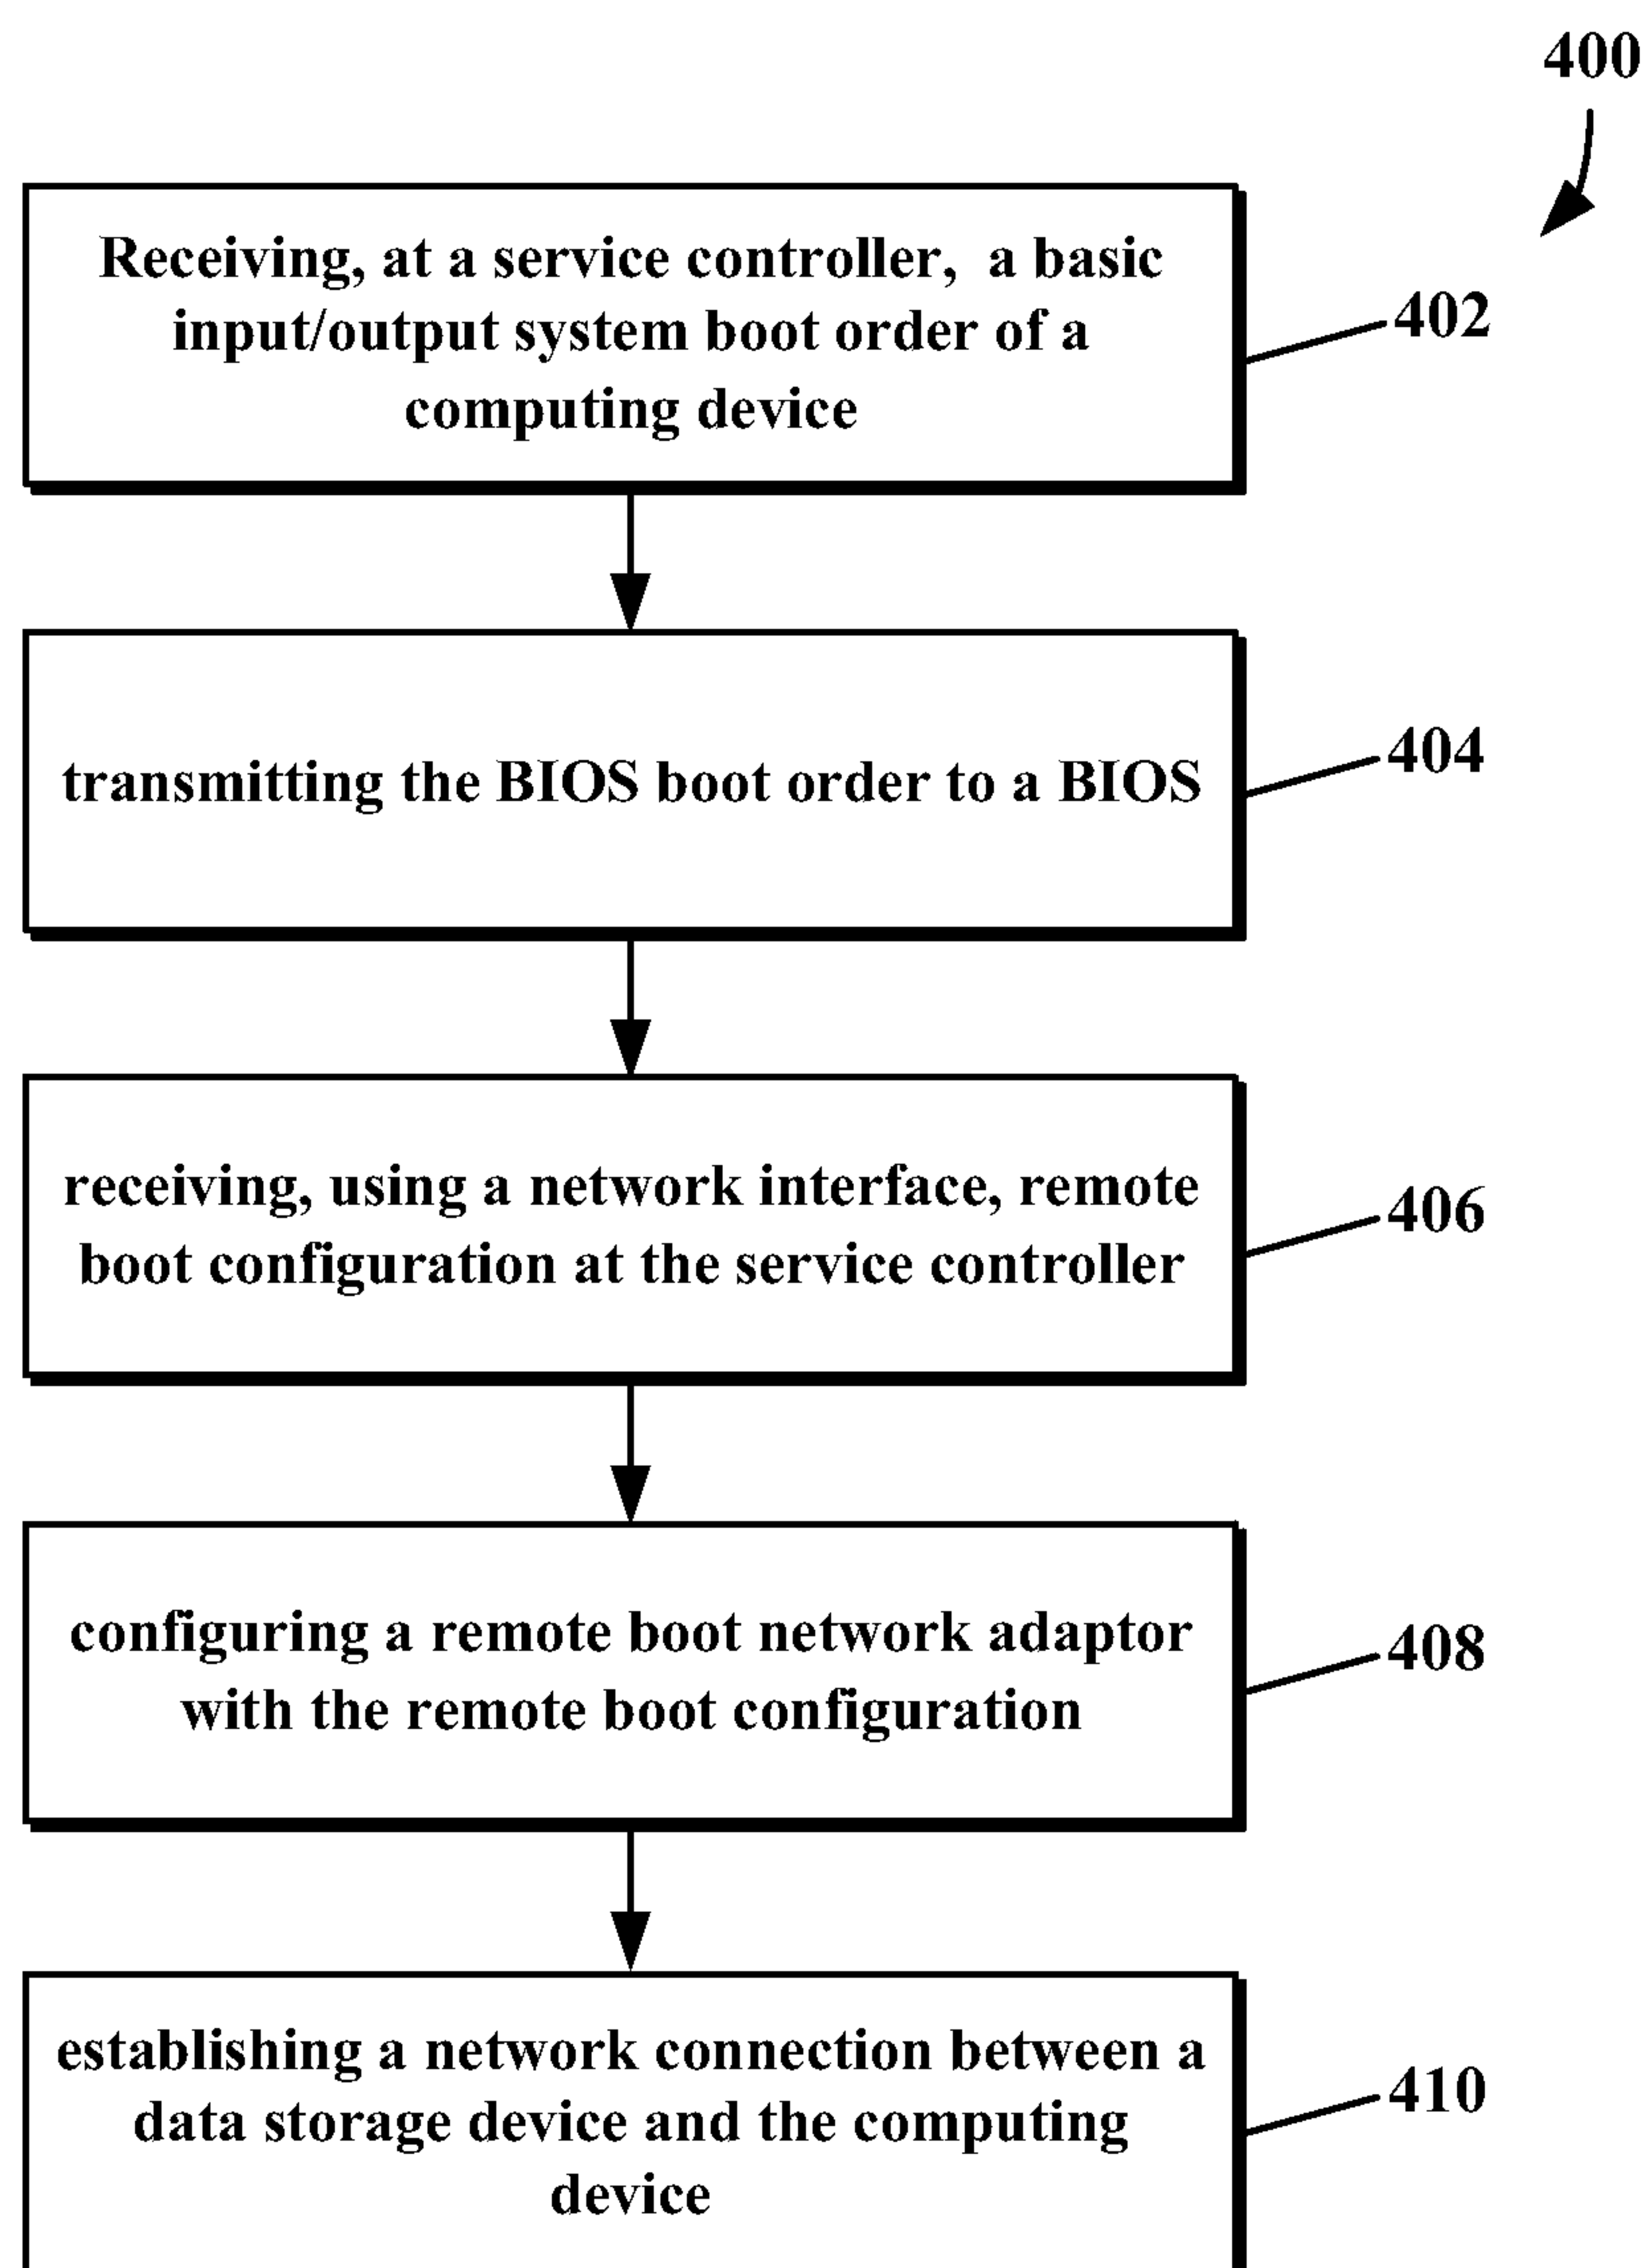 400
Receiving, at a service controller, a basic
input/output system boot order of a
computing device
402
transmitting the BIOS boot order to a BIOS
404
receiving, using a network interface, remote
boot configuration at the service controller
406
configuring a remote boot network adaptor
with the remote boot configuration
408
establishing a network connection between a
data storage device and the computing
device
410